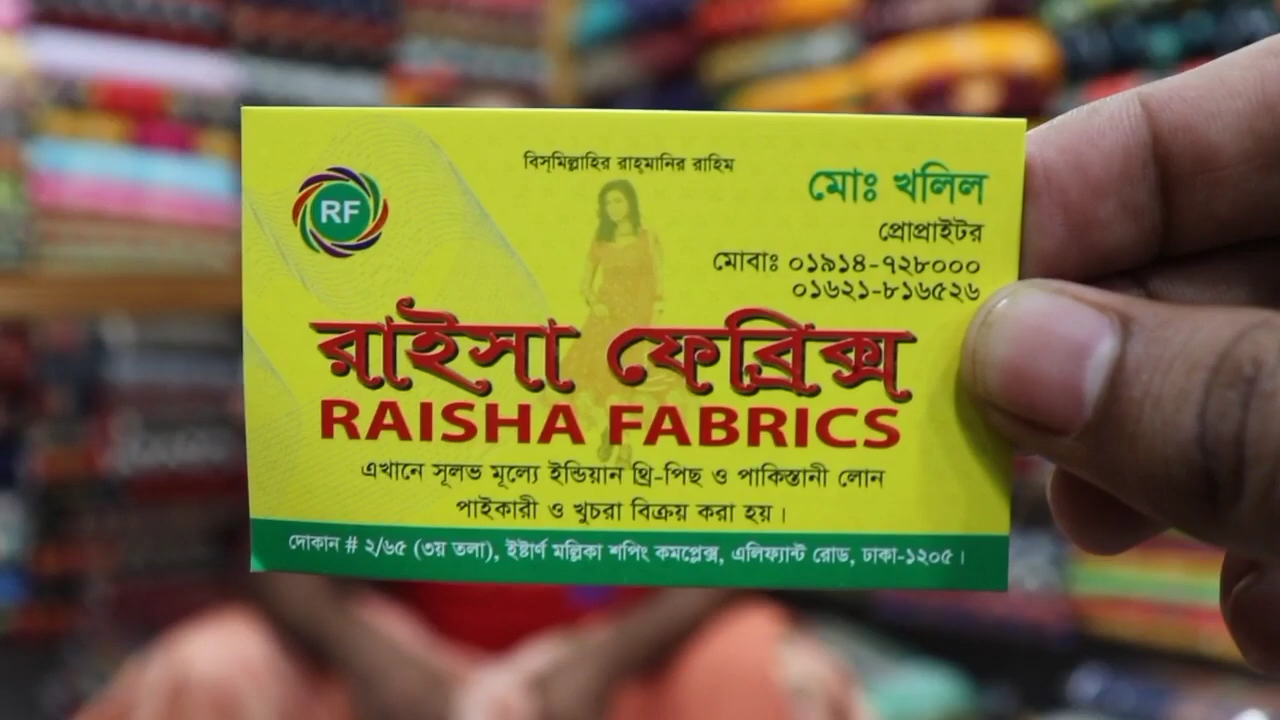 বিস্‌মিল্লাহির রাহ্‌মানির রাহিম
RF
মোঃ খলিল
প্রোপ্রাইটর
মোবাঃ ০১৯১৪-৭২৮০০০
০১৬২১-৮১৬৫২৬
রাইসা ফেব্রিক্স
RAISHA FABRICS
এখানে সূলভ মূল্যে ইন্ডিয়ান থ্রি-পিছ ও পাকিস্তানী লোন
পাইকারী ও খুচরা বিক্রয় করা হয়।
দোকান # ২/৬৫ (৩য় তলা), ইষ্টার্ণ মল্লিকা শপিং কমপ্লেক্স, এলিফ্যান্ট রোড, ঢাকা-১২০৫।